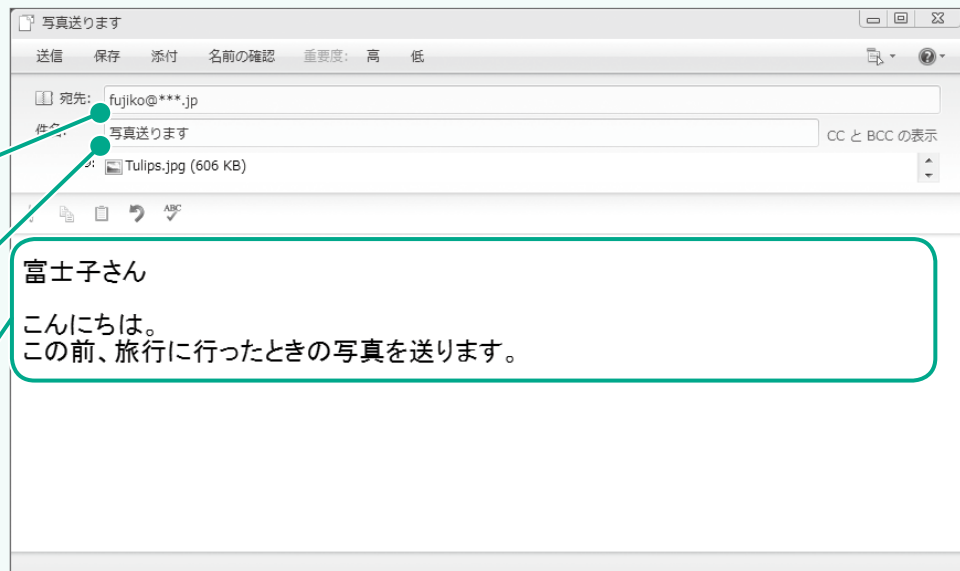 写真送ります
送信 保存 添付 名前の確認 重要度: 高 低
宛先: fujiko@***.jp
件名: 写真送ります CC と BCC の表示
Tulips.jpg (606 KB)
ABC
富士子さん
こんにちは。
この前、旅行に行ったときの写真を送ります。